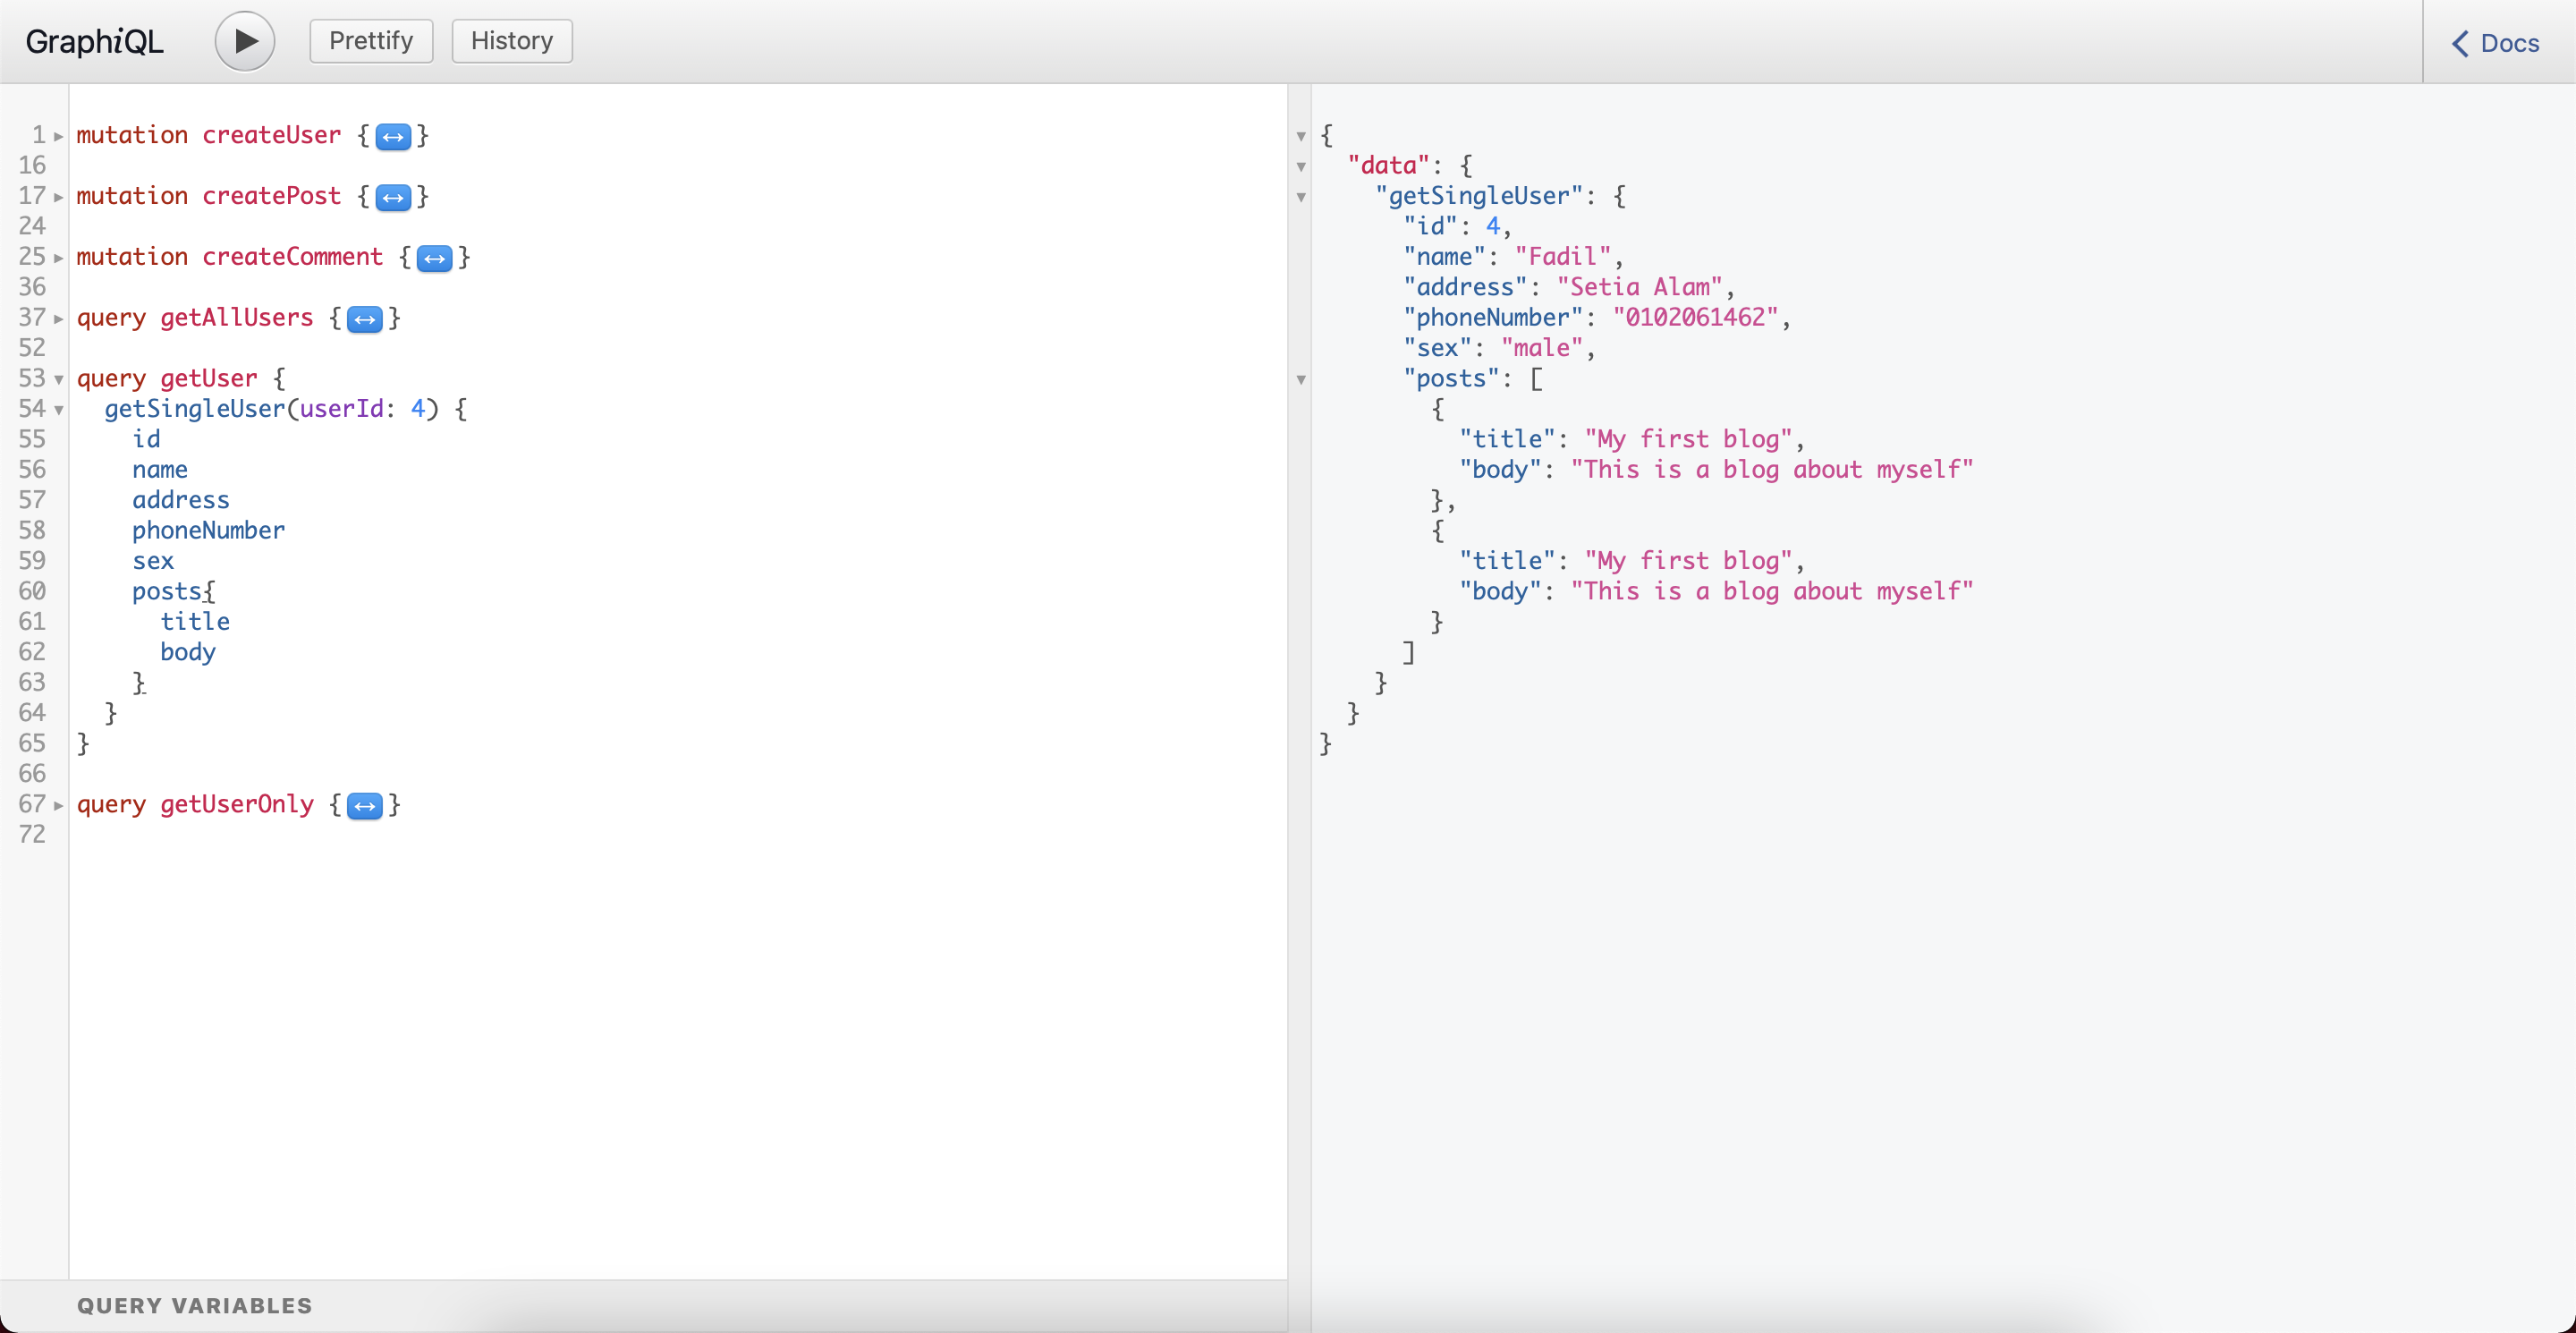 GraphiQL Prettify History Docs
1 mutation createUser {↔}
16
17 mutation createPost {↔}
24
25 mutation createComment {↔}
36
37 query getAllUsers {↔}
52
53 query getUser {
54   getSingleUser(userId: 4) {
55     id
56     name
57     address
58     phoneNumber
59     sex
60     posts{
61       title
62       body
63     }
64   }
65 }
66
67 query getUserOnly {↔}
72
QUERY VARIABLES
{
  "data": {
    "getSingleUser": {
      "id": 4,
      "name": "Fadil",
      "address": "Setia Alam",
      "phoneNumber": "0102061462",
      "sex": "male",
      "posts": [
        {
          "title": "My first blog",
          "body": "This is a blog about myself"
        },
        {
          "title": "My first blog",
          "body": "This is a blog about myself"
        }
      ]
    }
  }
}